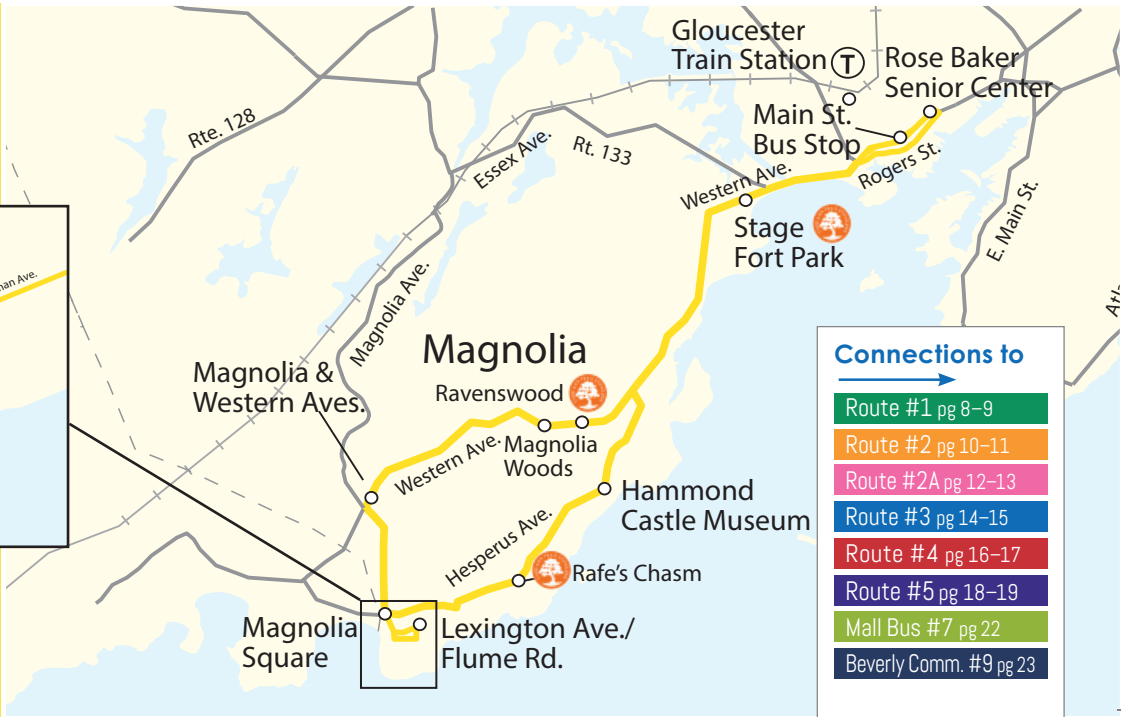 Gloucester
Train Station
T
Rose Baker
Senior Center
Main St.
Bus Stop
Rte. 128
Essex Ave.
Rt. 133
Western Ave.
Rogers St.
E. Main St.
Stage
Fort Park
man Ave.
Magnolia Ave.
Magnolia
Magnolia &
Western Aves.
Ravenswood
Magnolia
Woods
Western Ave.
Hammond
Castle Museum
Hesperus Ave.
Rafe's Chasm
Magnolia
Square
Lexington Ave./
Flume Rd.
Connections to
Route #1 pg 8–9
Route #2 pg 10–11
Route #2A pg 12–13
Route #3 pg 14–15
Route #4 pg 16–17
Route #5 pg 18–19
Mall Bus #7 pg 22
Beverly Comm. #9 pg 23